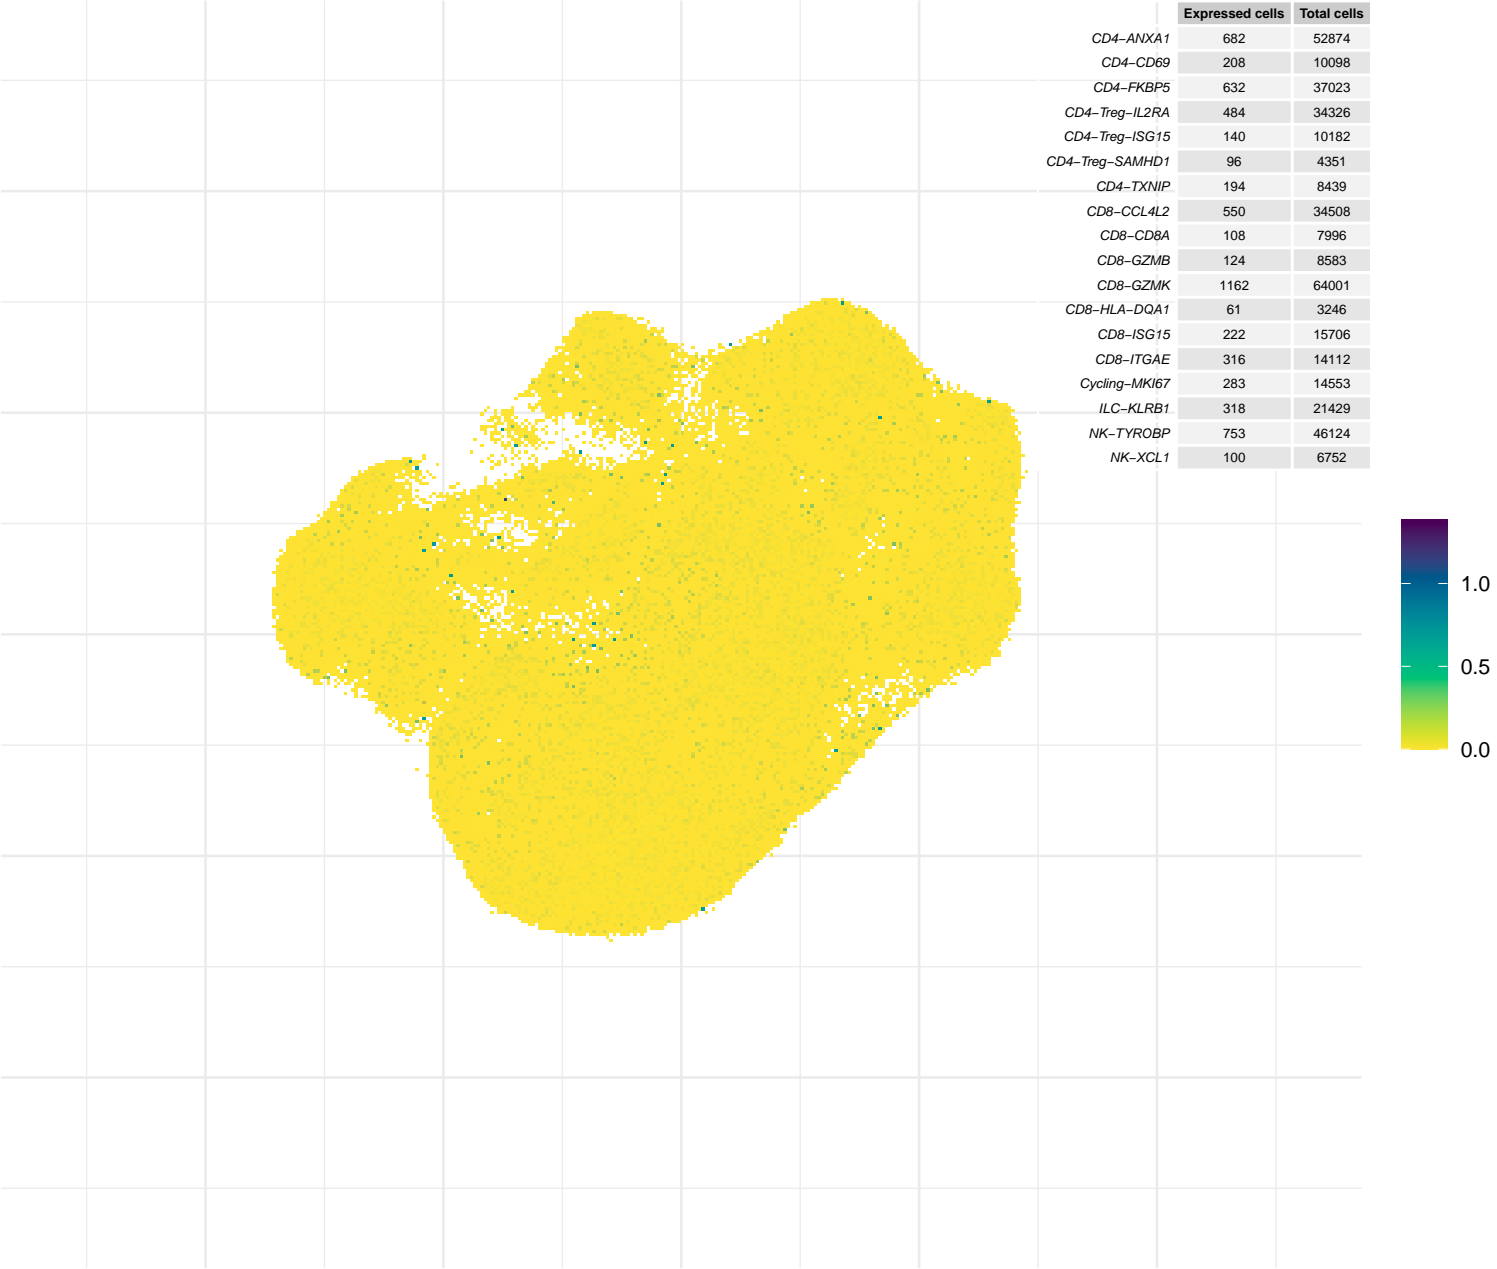 Expressed cells Total cells
CD4−ANXA1 682 52874
CD4−CD69 208 10098
CD4−FKBP5 632 37023
CD4−Treg−IL2RA 484 34326
CD4−Treg−ISG15 140 10182
CD4−Treg−SAMHD1 96 4351
CD4−TXNIP 194 8439
CD8−CCL4L2 550 34508
CD8−CD8A 108 7996
CD8−GZMB 124 8583
CD8−GZMK 1162 64001
CD8−HLA−DQA1 61 3246
CD8−ISG15 222 15706
CD8−ITGAE 316 14112
Cycling−MKI67 283 14553
ILC−KLRB1 318 21429
NK−TYROBP 753 46124
NK−XCL1 100 6752
1.0
0.5
0.0